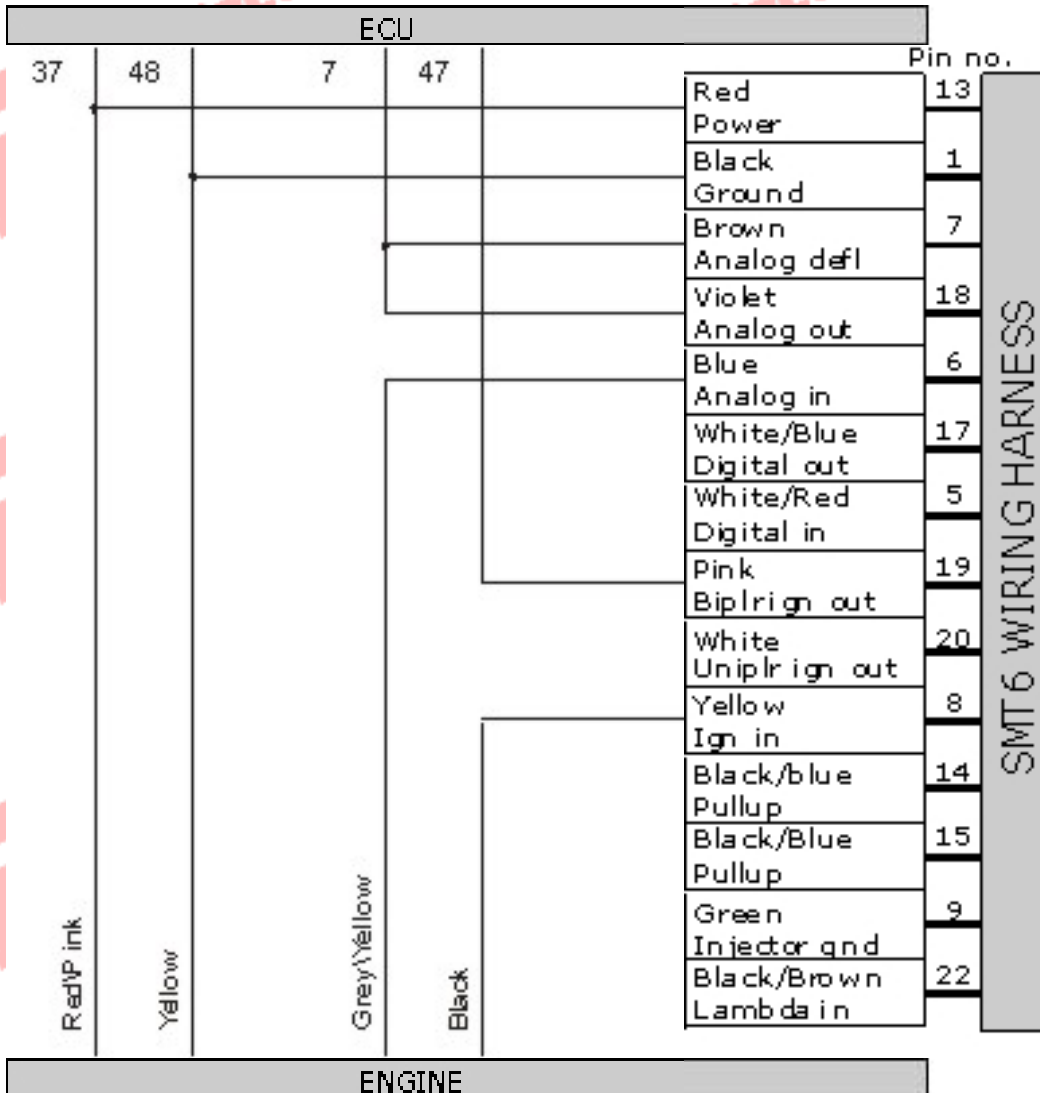 ECU
37 48 7 47
Pin no.
Red 13
Power
Black 1
Ground
Brown 7
Analog defl
Violet 18
Analog out
Blue 6
Analog in
White/Blue 17
Digital out
White/Red 5
Digital in
Pink 19
Biplrign out
White 20
Uniplr ign out
Yellow 8
Ign in
Black/blue 14
Pullup
Black/Blue 15
Pullup
Green 9
Injector gnd
Black/Brown 22
Lambda in
SMT6 WIRING HARNESS
Red\Pink
Yellow
Grey\Yellow
Black
ENGINE